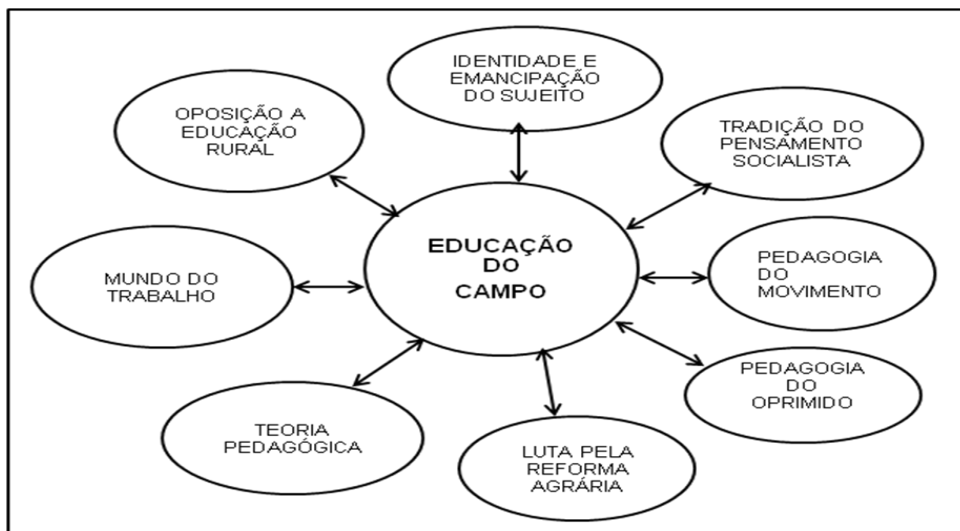 IDENTIDADE E
EMANCIPAÇÃO
DO SUJEITO
OPOSIÇÃO A
EDUCAÇÃO
RURAL
TRADIÇÃO DO
PENSAMENTO
SOCIALISTA
EDUCAÇÃO
DO
CAMPO
MUNDO DO
TRABALHO
PEDAGOGIA
DO
MOVIMENTO
PEDAGOGIA
DO
OPRIMIDO
TEORIA
PEDAGÓGICA
LUTA PELA
REFORMA
AGRÁRIA